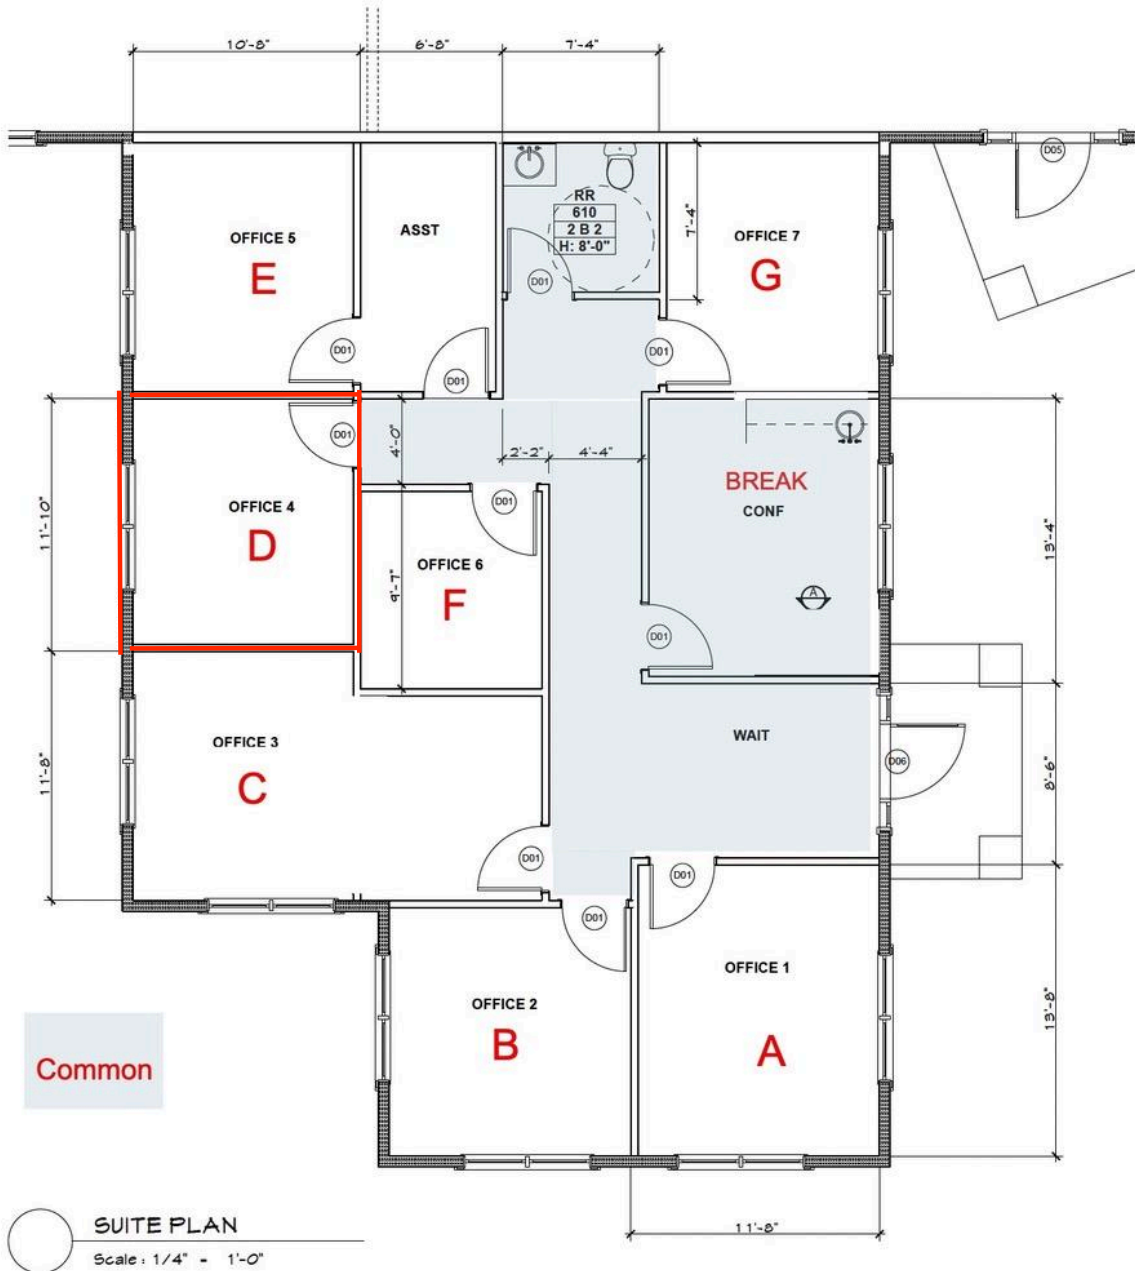 10'-8" 6'-8" 7'-4"
D05
RR
610
2 B 2
H: 8'-0"
7'-4"
OFFICE 5
E
ASST
OFFICE 7
G
D01
D01
D01
D01
D01
4'-0"
2'-2" 4'-4"
BREAK
CONF
11'-10"
OFFICE 4
D
D01
OFFICE 6
F
9'-7"
13'-4"
A
D01
OFFICE 3
C
WAIT
D06
11'-8"
8'-6"
D01
D01
D01
OFFICE 2
B
OFFICE 1
A
13'-8"
Common
11'-8"
SUITE PLAN
Scale : 1/4" = 1'-0"